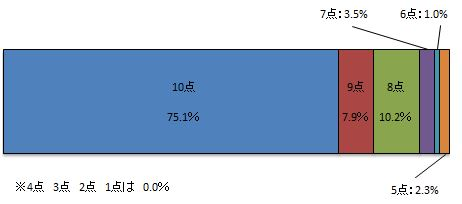 7点：3.5%
6点：1.0%
10点
9点
8点
75.1%
7.9%
10.2%
※4点　3点　2点　1点は　0.0%
5点：2.3%